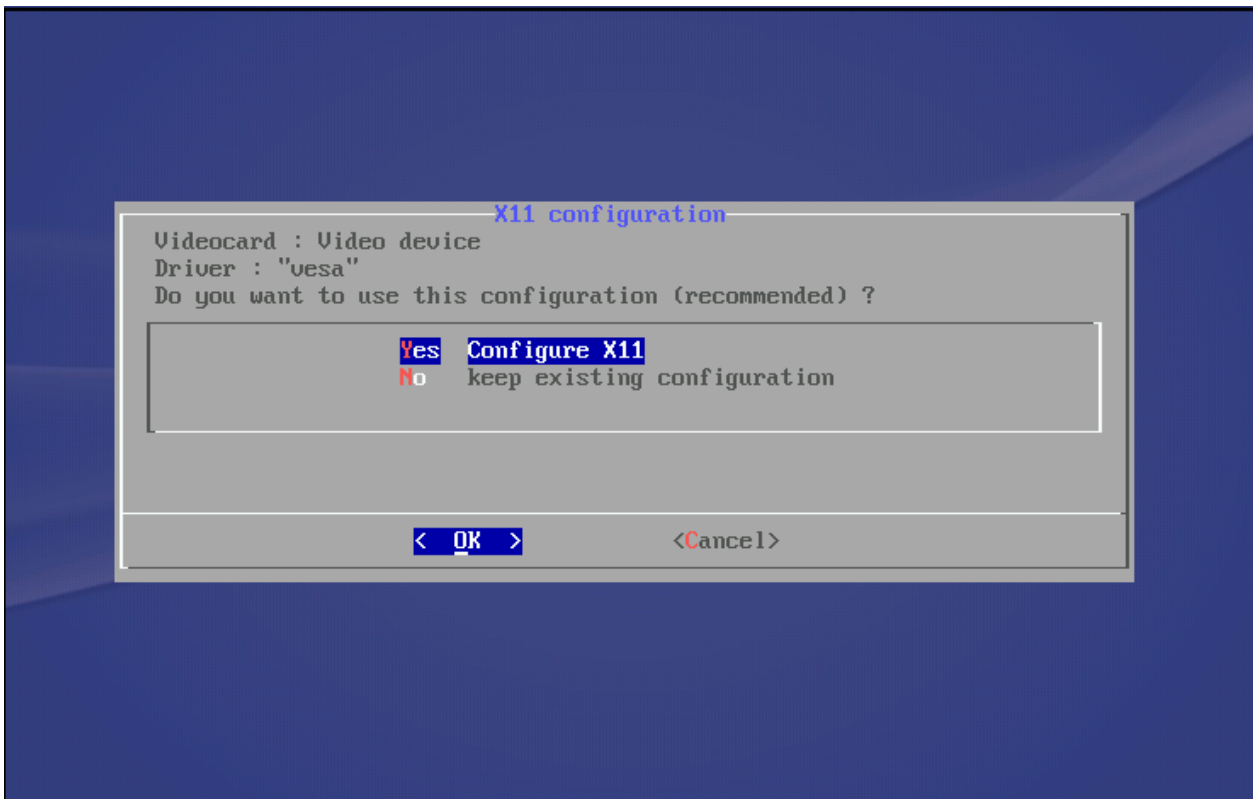 X11 configuration
Videocard : Video device
Driver : "vesa"
Do you want to use this configuration (recommended) ?
Yes Configure X11
No keep existing configuration
< OK > <Cancel>